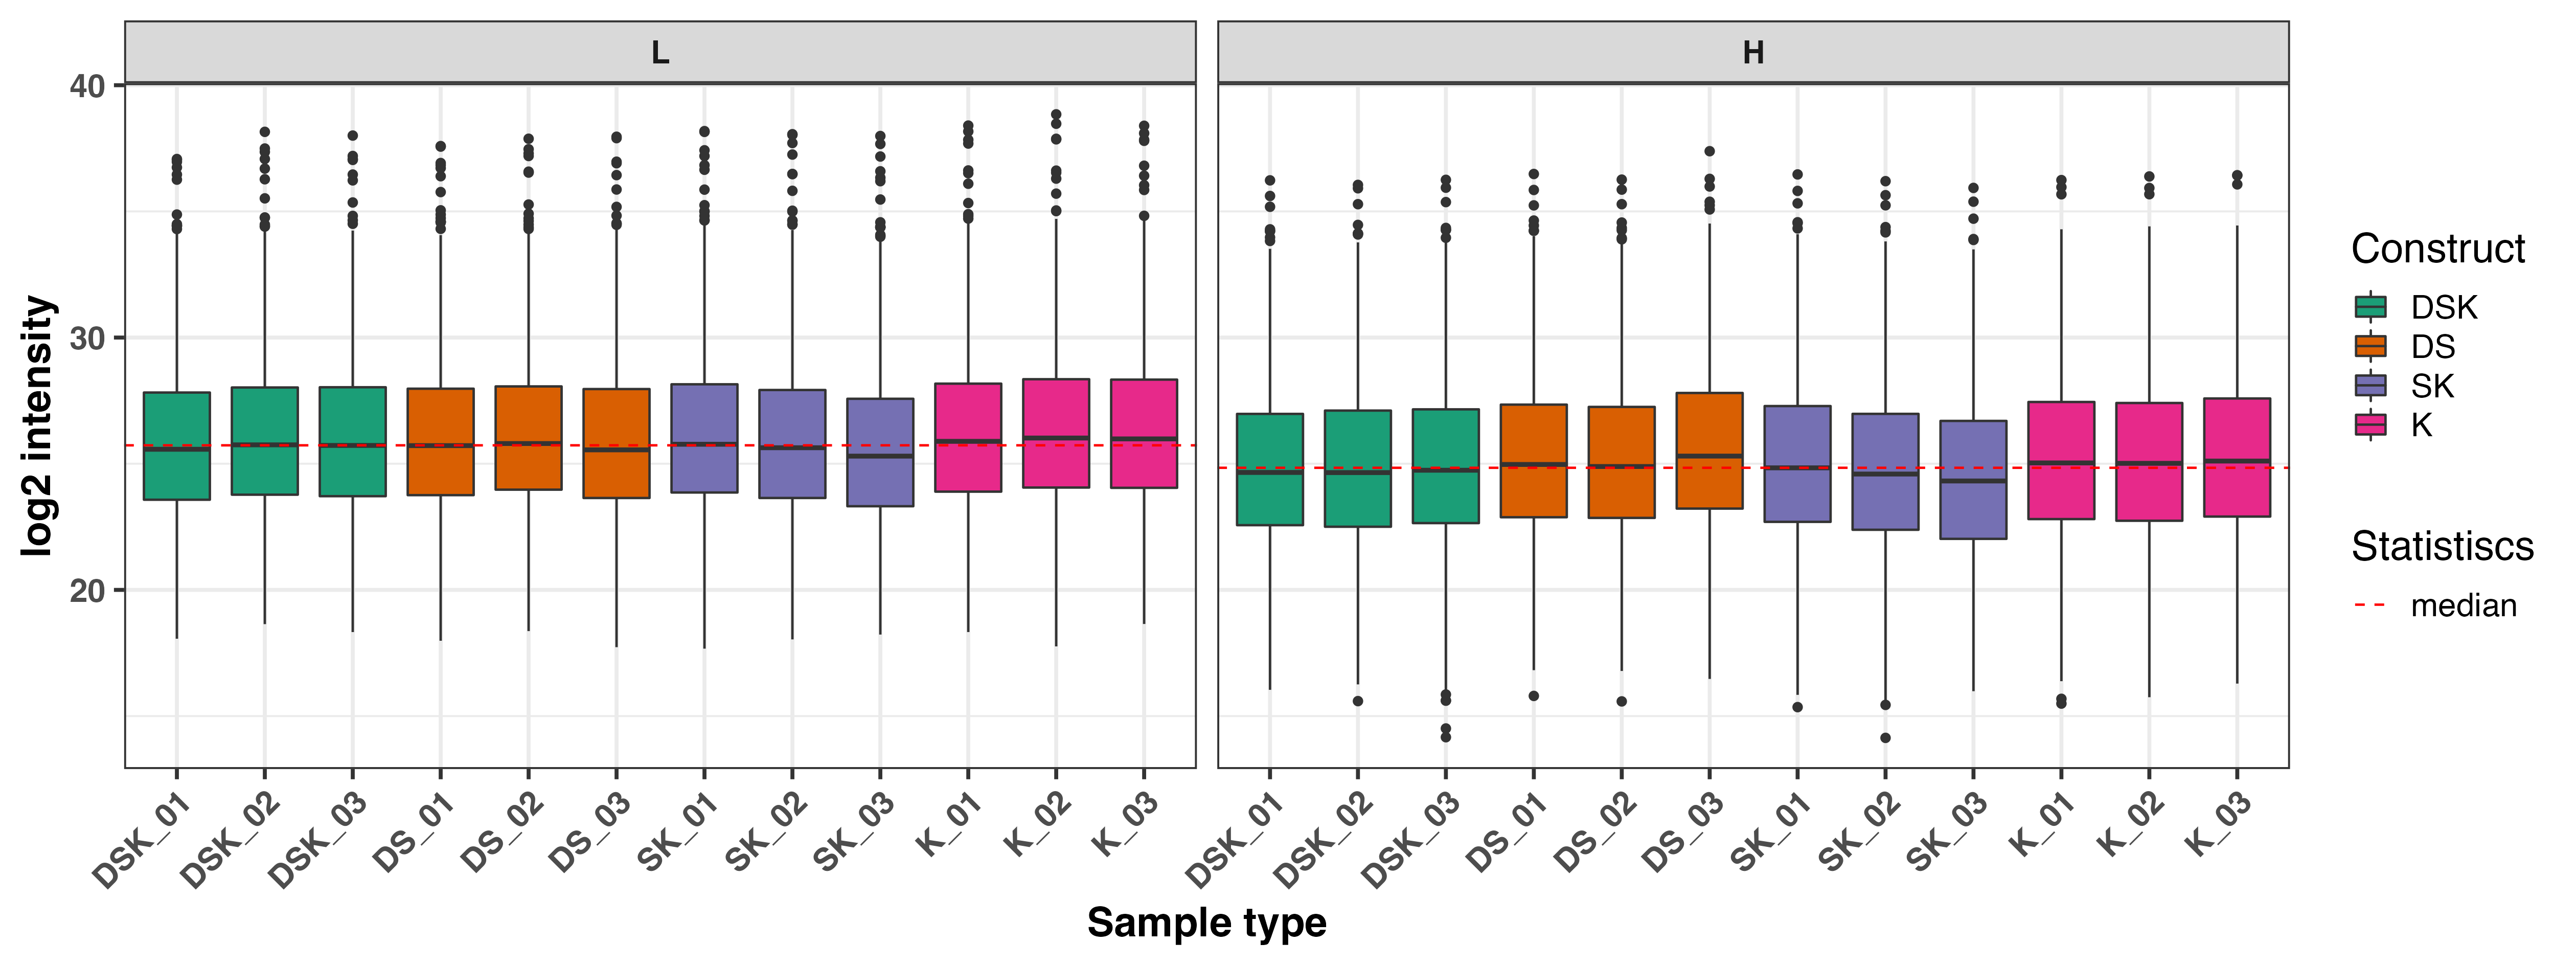 L
H
40
30
20
log2 intensity
DSK_01
DSK_02
DSK_03
DS_01
DS_02
DS_03
SK_01
SK_02
SK_03
K_01
K_02
K_03
DSK_01
DSK_02
DSK_03
DS_01
DS_02
DS_03
SK_01
SK_02
SK_03
K_01
K_02
K_03
Sample type
Construct
DSK
DS
SK
K
Statistiscs
median